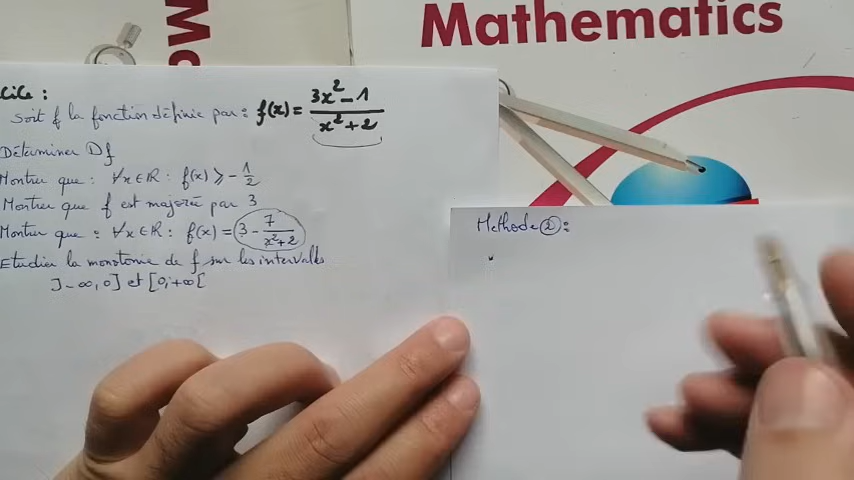 Mathematics
Mo
cice :
soit f la fonction définie par : f(x) = (3x² - 1)/(x² + 2)
Déterminer Df
Montrer que : ∀x∈ℝ : f(x) ⩾ -1/2
Montrer que f est majorée par 3
Montrer que : ∀x∈ℝ : f(x) = 3 - 7/(x²+2)
Etudier la monotonie de f sur les intervalles
]-∞,0] et [0;+∞[
Methode ② :